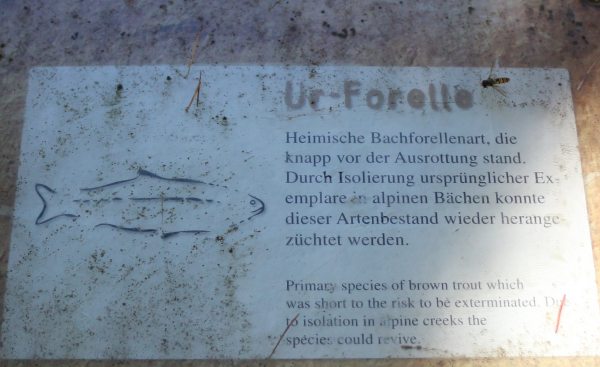 Ur-Forelle
Heimische Bachforellenart, die
knapp vor der Ausrottung stand.
Durch Isolierung ursprünglicher Ex-
emplare in alpinen Bächen konnte
dieser Artenbestand wieder herange-
züchtet werden.
Primary species of brown trout which
was short to the risk to be exterminated. Due
to isolation in alpine creeks the
species could revive.